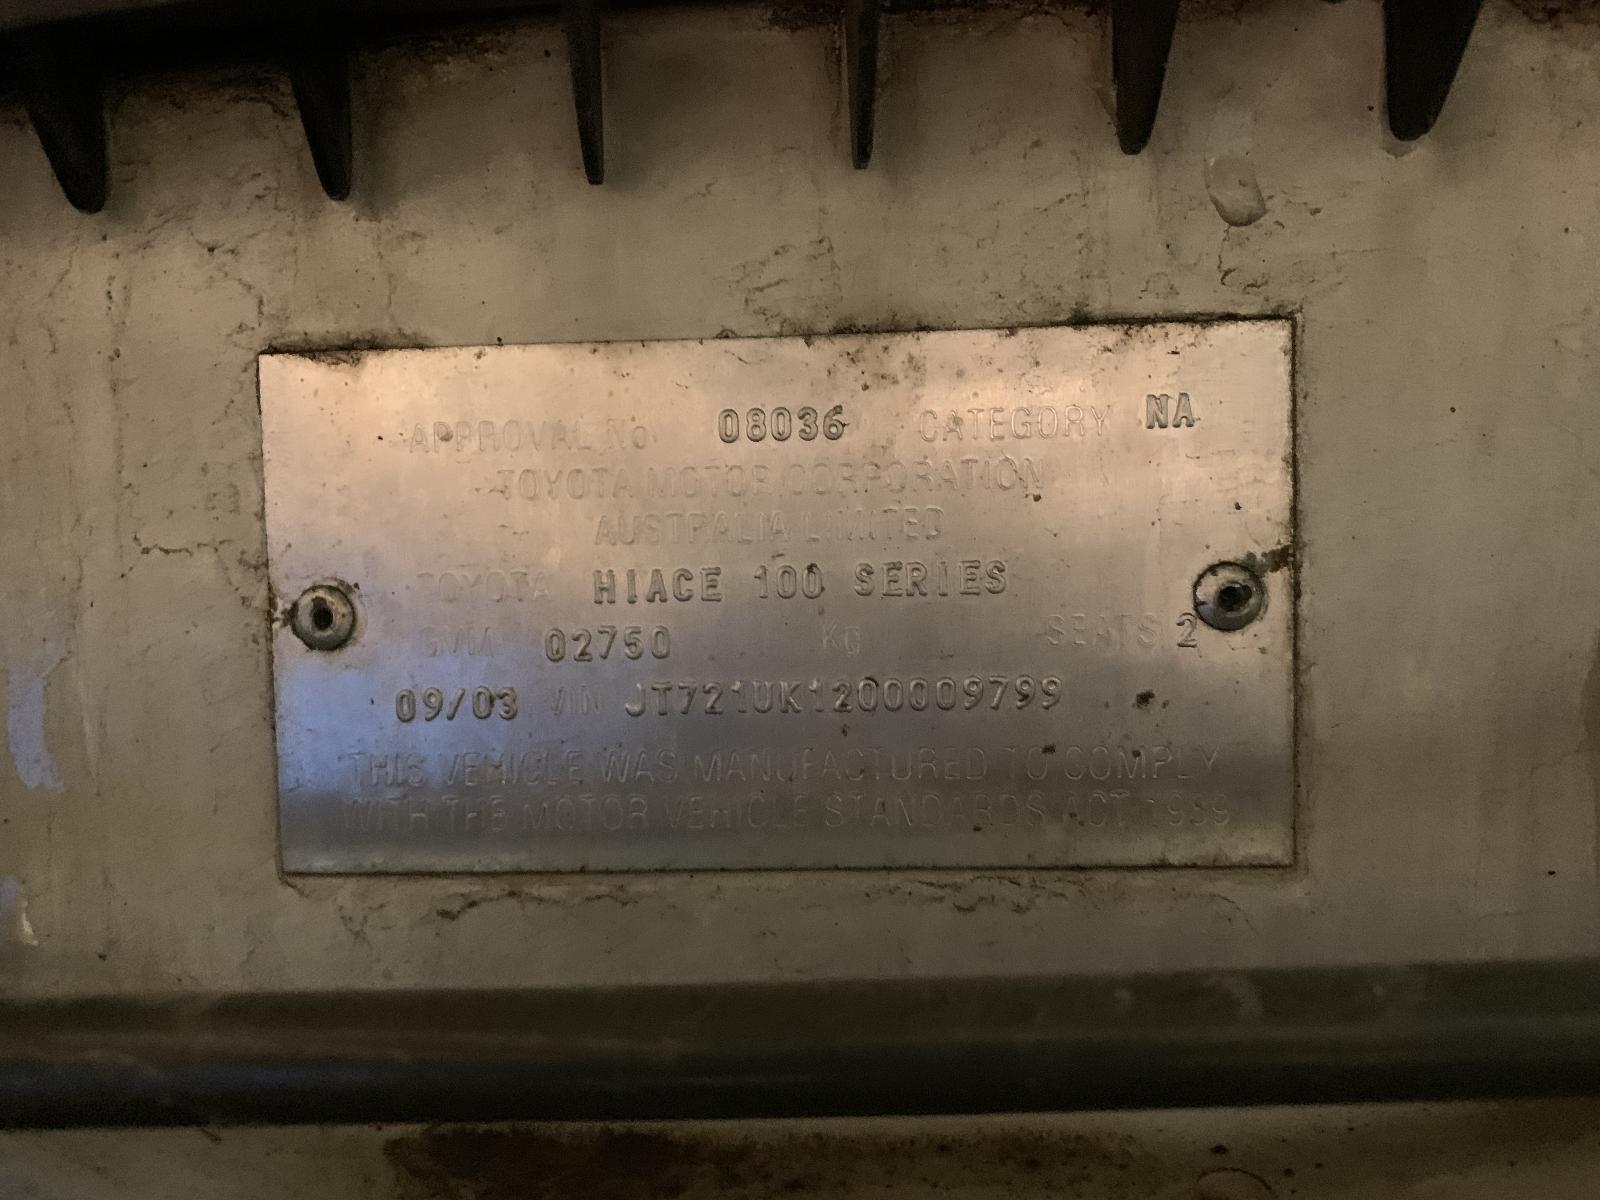 APPROVAL No 08036 CATEGORY NA
TOYOTA MOTOR CORPORATION
AUSTRALIA LIMITED
TOYOTA HIACE 100 SERIES
GVM 02750 Kg SEATS 2
09/03 VIN JT721UK1200009799
THIS VEHICLE WAS MANUFACTURED TO COMPLY
WITH THE MOTOR VEHICLE STANDARDS ACT 1989